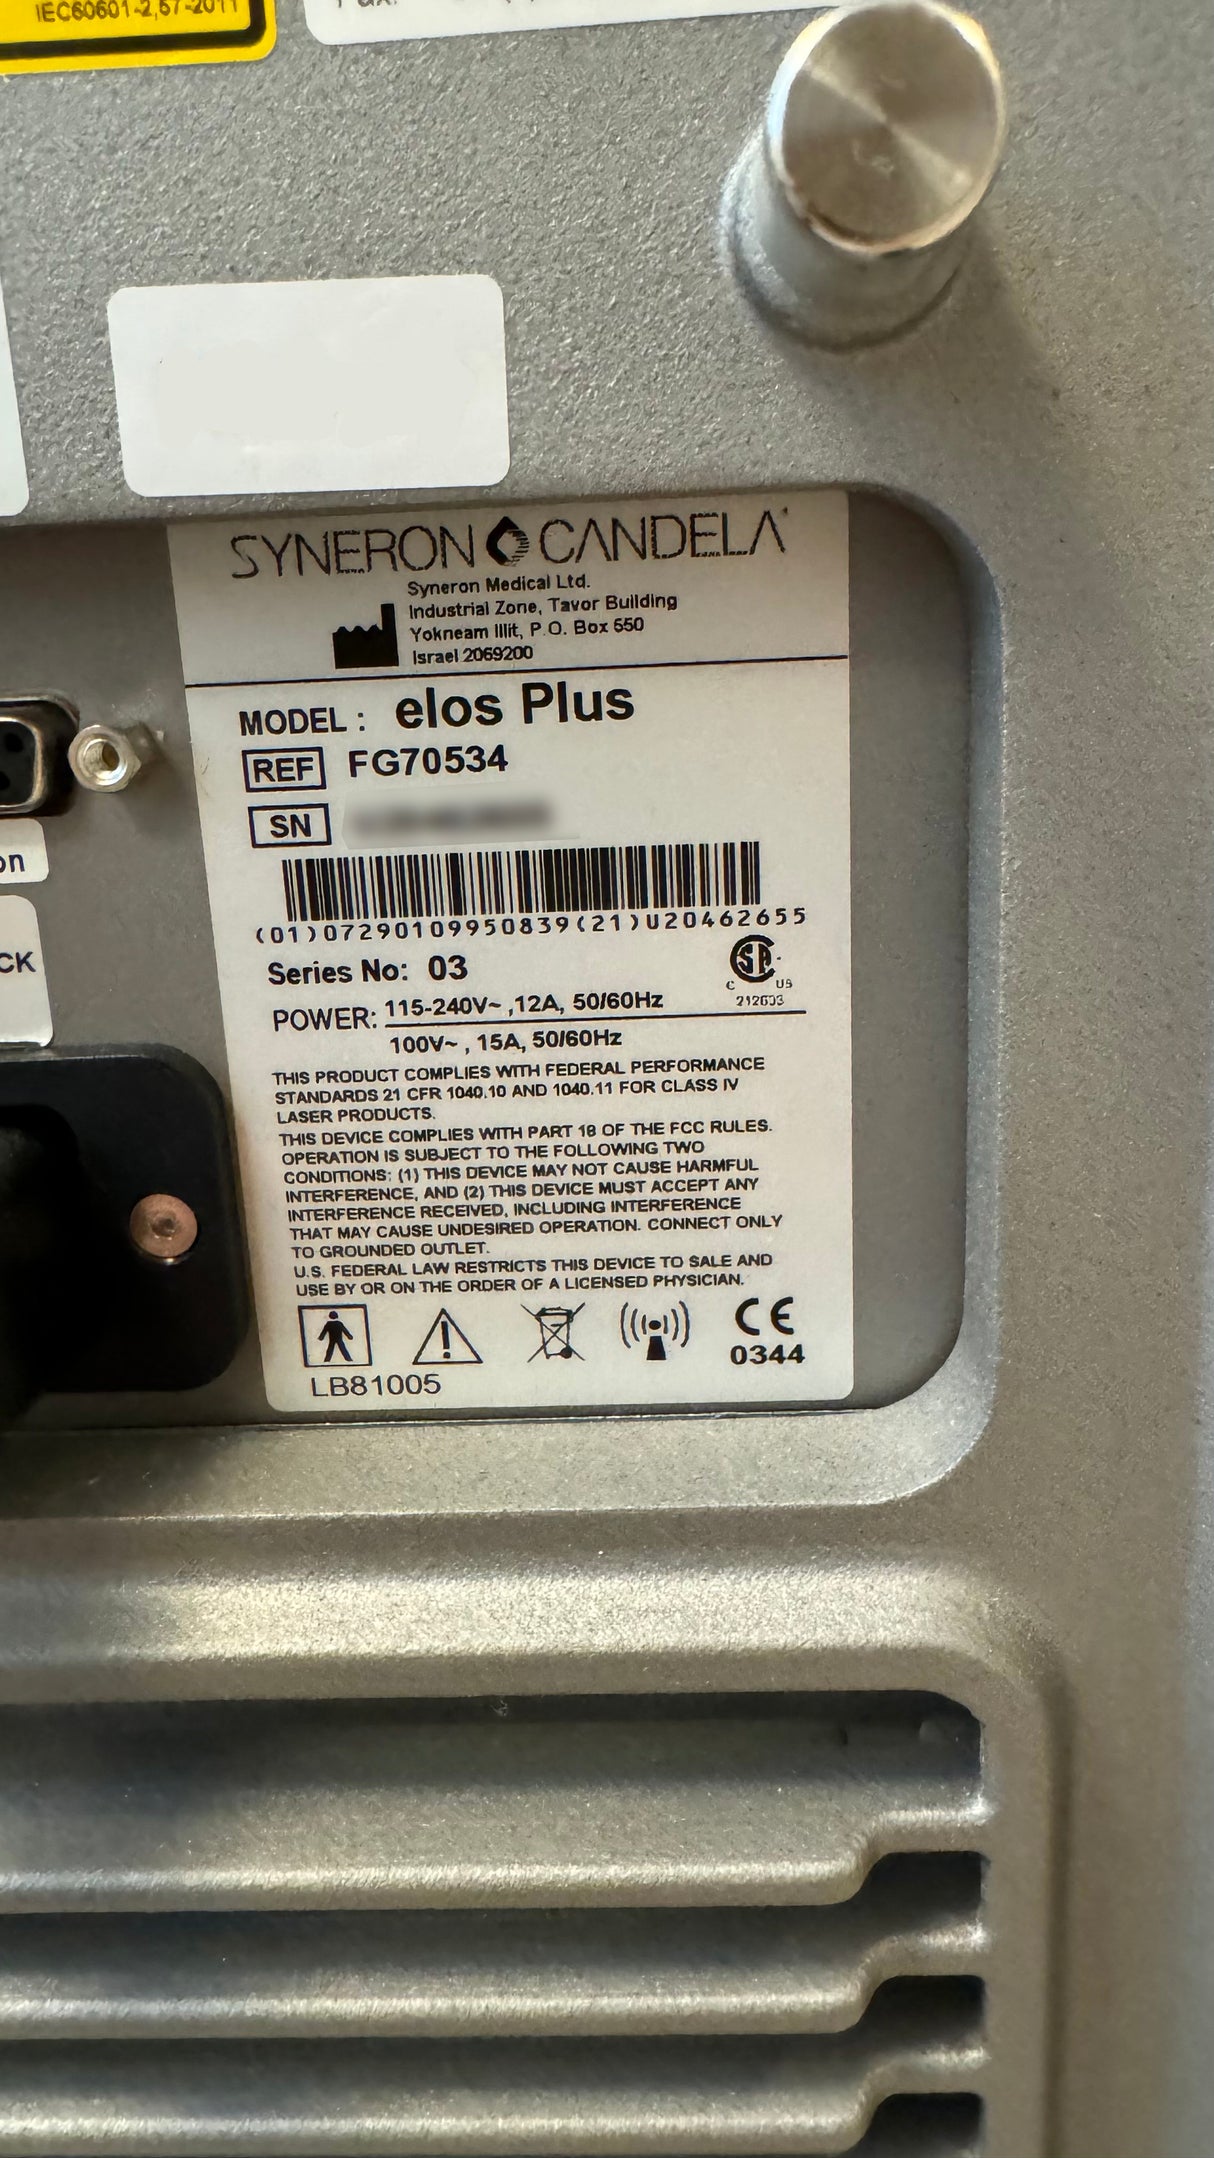 IEC60601-2,57-2011
SYNERON CANDELA
Syneron Medical Ltd.
Industrial Zone, Tavor Building
Yokneam Illit, P.O. Box 550
Israel 2069200
MODEL : elos Plus
REF FG70534
SN
(01)07290109950839(21)U20462655
Series No: 03
C US
212603
POWER: 115-240V~ ,12A, 50/60Hz
100V~ , 15A, 50/60Hz
THIS PRODUCT COMPLIES WITH FEDERAL PERFORMANCE
STANDARDS 21 CFR 1040.10 AND 1040.11 FOR CLASS IV
LASER PRODUCTS.
THIS DEVICE COMPLIES WITH PART 18 OF THE FCC RULES.
OPERATION IS SUBJECT TO THE FOLLOWING TWO
CONDITIONS: (1) THIS DEVICE MAY NOT CAUSE HARMFUL
INTERFERENCE, AND (2) THIS DEVICE MUST ACCEPT ANY
INTERFERENCE RECEIVED, INCLUDING INTERFERENCE
THAT MAY CAUSE UNDESIRED OPERATION. CONNECT ONLY
TO GROUNDED OUTLET.
U.S. FEDERAL LAW RESTRICTS THIS DEVICE TO SALE AND
USE BY OR ON THE ORDER OF A LICENSED PHYSICIAN.
CE
0344
LB81005
on
CK